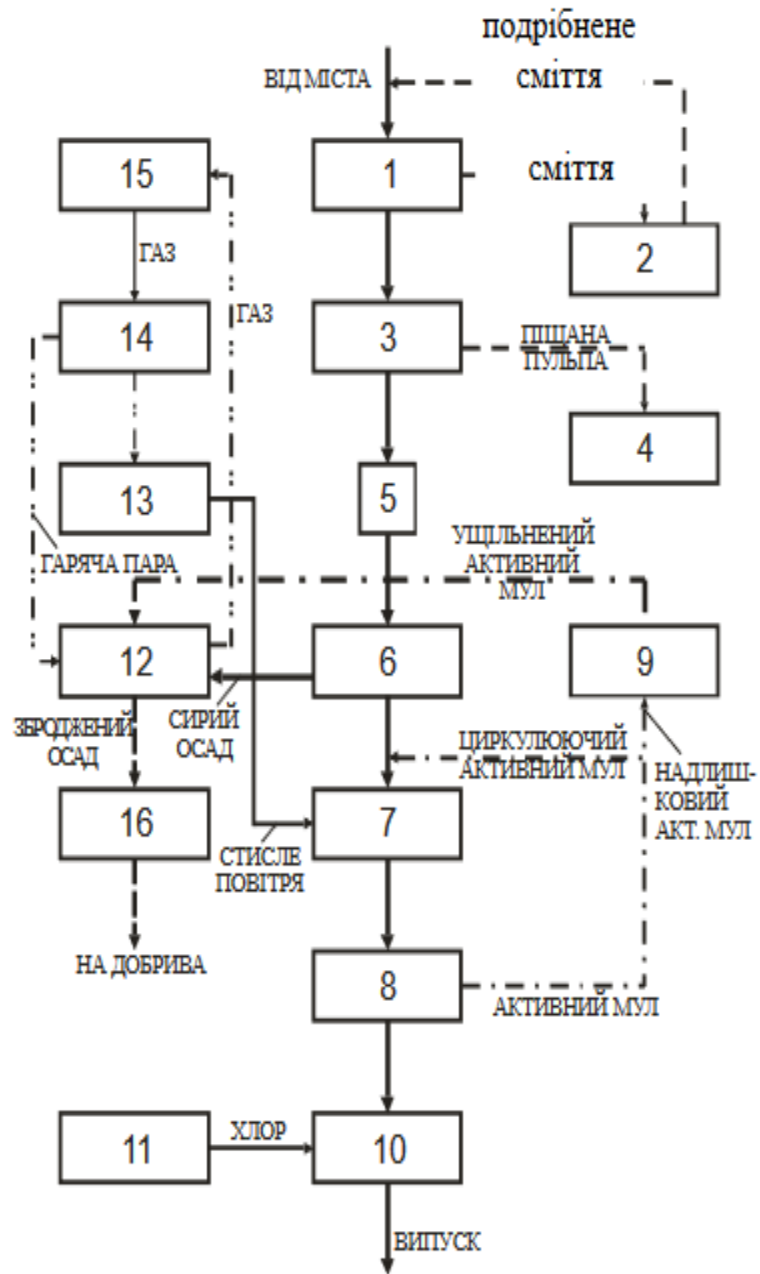 подрібнене
ВІД МІСТА
сміття
15
1
сміття
ГАЗ
2
ГАЗ
14
3
ПІЩАНА
ПУЛЬПА
4
13
5
ГАРЯЧА ПАРА
УЩІЛЬНЕНИЙ
АКТИВНИЙ
МУЛ
12
6
9
ЗБРОДЖЕНИЙ
ОСАД
СИРИЙ
ОСАД
ЦИРКУЛЮЮЧИЙ
АКТИВНИЙ МУЛ
НАДЛИШ-
КОВИЙ
АКТ. МУЛ
16
7
СТИСЛЕ
ПОВІТРЯ
НА ДОБРИВА
8
АКТИВНИЙ МУЛ
11
ХЛОР
10
ВИПУСК